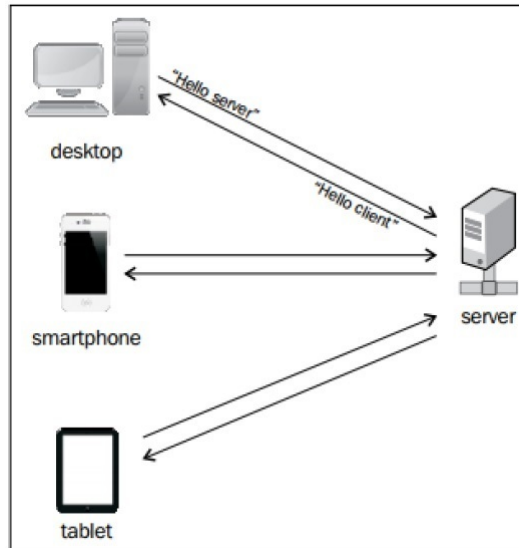 "Hello server"
desktop
"Hello client"
smartphone
server
tablet